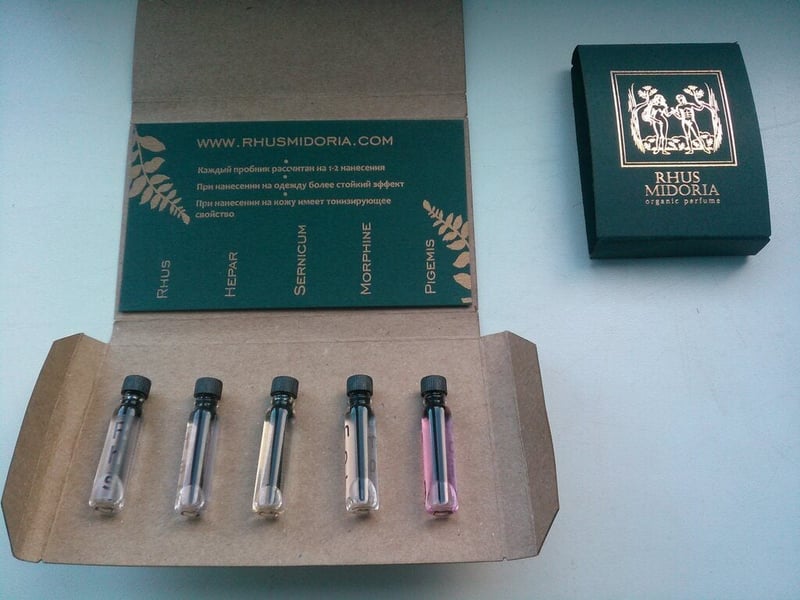 WWW.RHUSMIDORIA.COM
Каждый пробник рассчитан на 1-2 нанесения
При нанесении на одежду более стойкий эффект
При нанесении на кожу имеет тонизирующее
свойство
RHUS
HEPAR
SERNICUM
MORPHINE
PIGEMIS
RHUS
MIDORIA
organic perfume